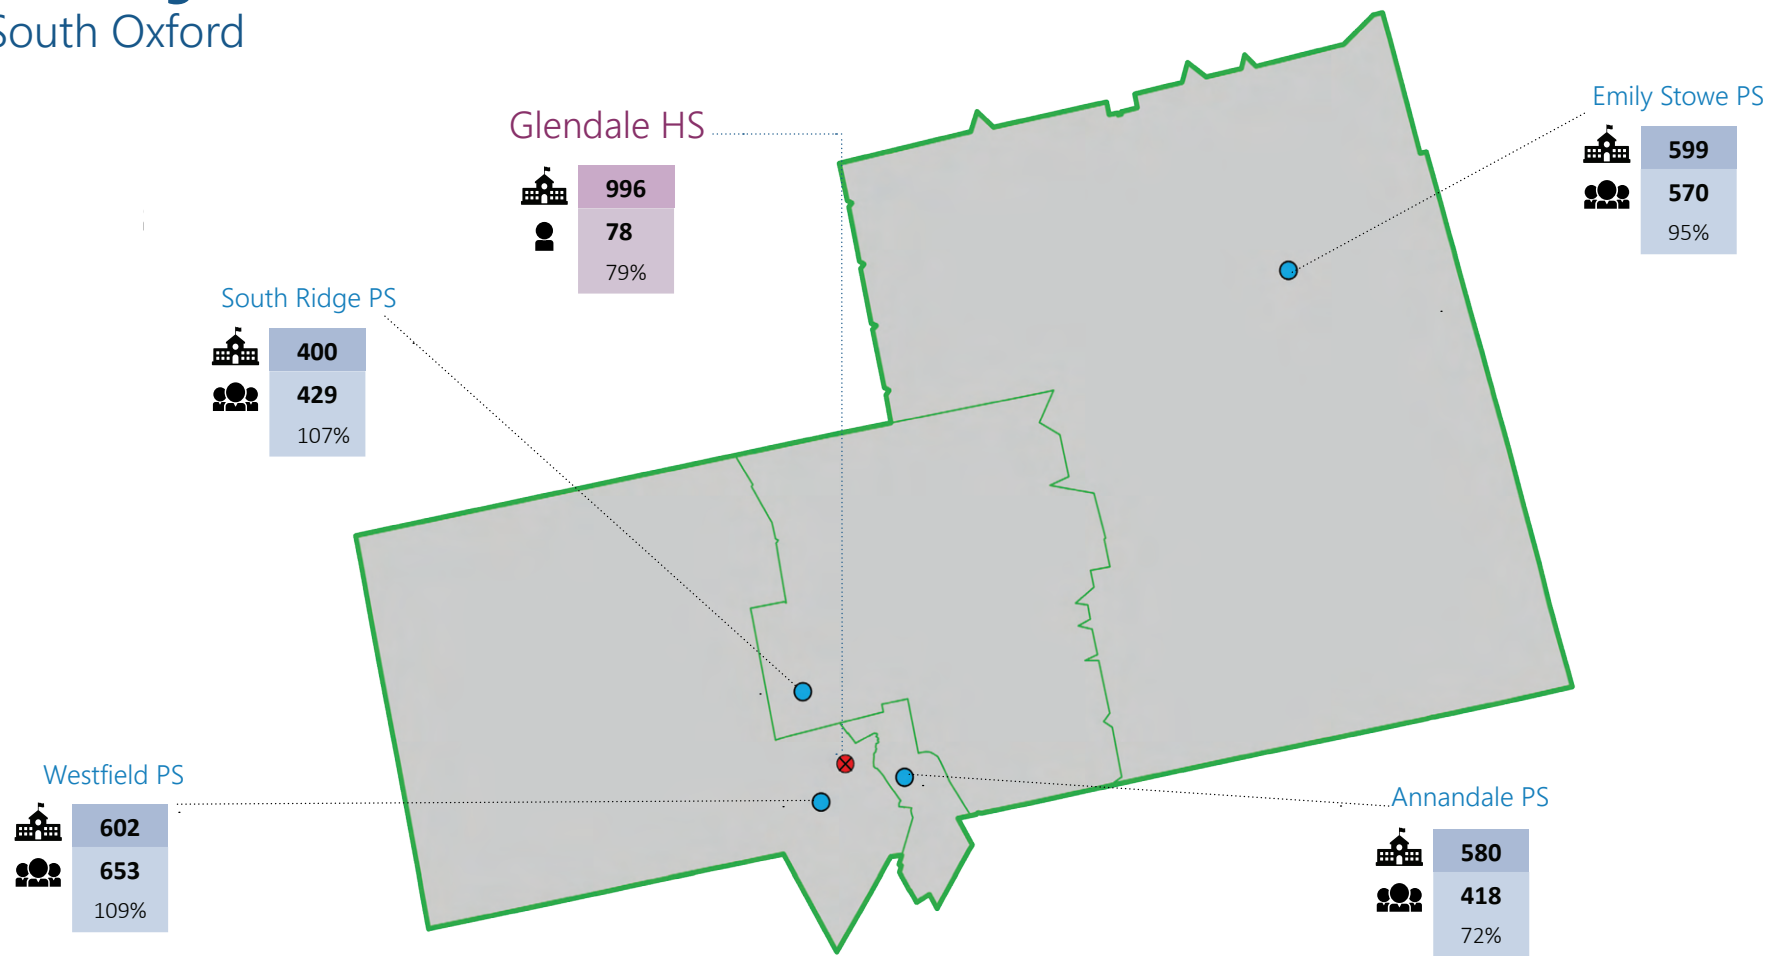 South Oxford
Glendale HS
996
78
79%
Emily Stowe PS
599
570
95%
South Ridge PS
400
429
107%
Westfield PS
602
653
109%
Annandale PS
580
418
72%